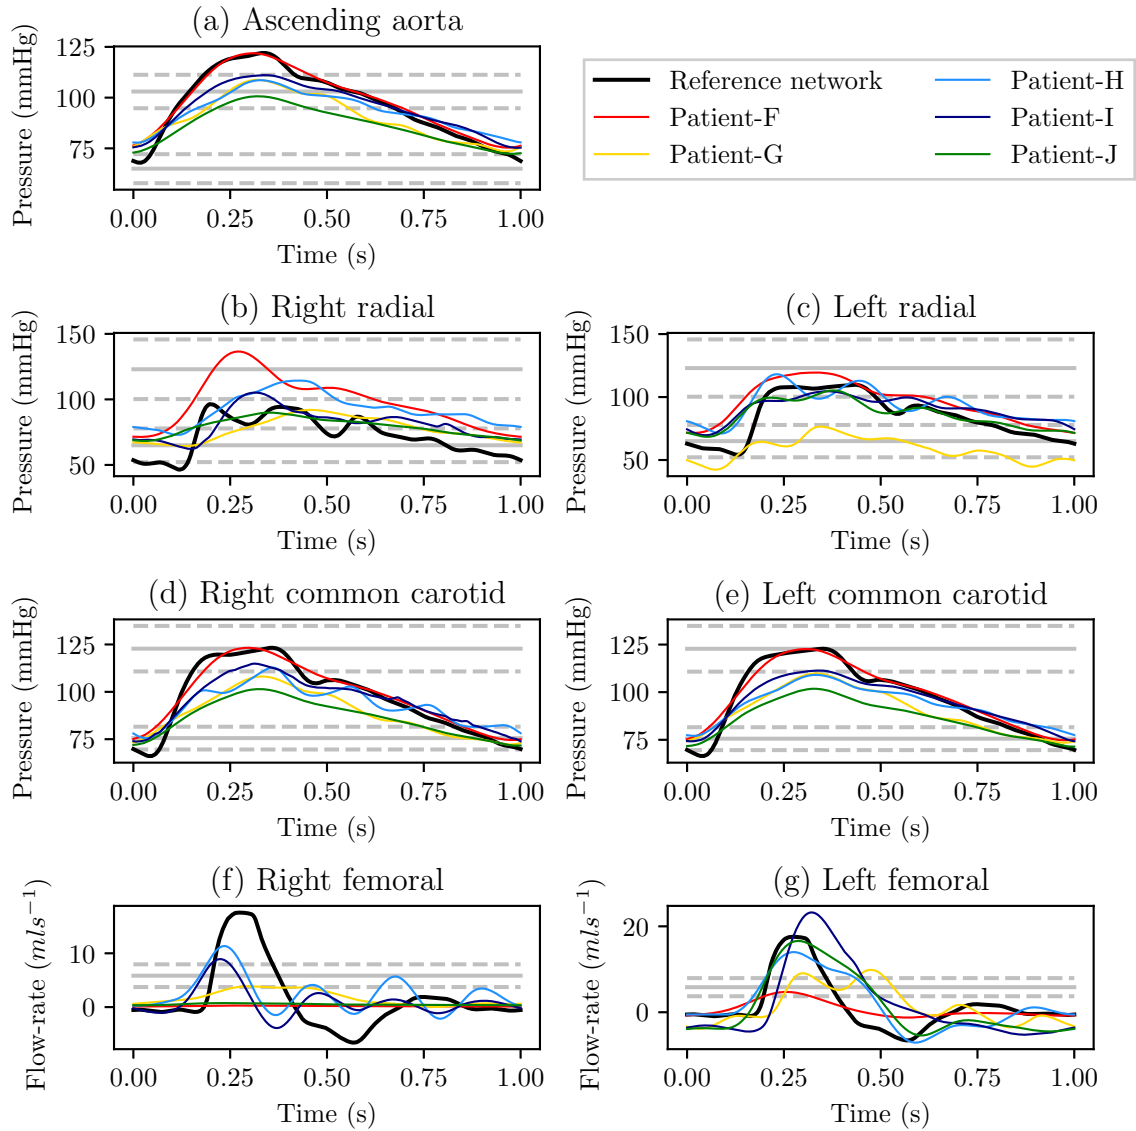 (a) Ascending aorta
Pressure (mmHg)
125
100
75
0.00 0.25 0.50 0.75 1.00
Time (s)
Reference network
Patient-F
Patient-G
Patient-H
Patient-I
Patient-J
(b) Right radial
Pressure (mmHg)
150
100
50
0.00 0.25 0.50 0.75 1.00
Time (s)
(c) Left radial
Pressure (mmHg)
150
100
50
0.00 0.25 0.50 0.75 1.00
Time (s)
(d) Right common carotid
Pressure (mmHg)
125
100
75
0.00 0.25 0.50 0.75 1.00
Time (s)
(e) Left common carotid
Pressure (mmHg)
125
100
75
0.00 0.25 0.50 0.75 1.00
Time (s)
(f) Right femoral
Flow-rate (mls⁻¹)
10
0
0.00 0.25 0.50 0.75 1.00
Time (s)
(g) Left femoral
Flow-rate (mls⁻¹)
20
0
0.00 0.25 0.50 0.75 1.00
Time (s)